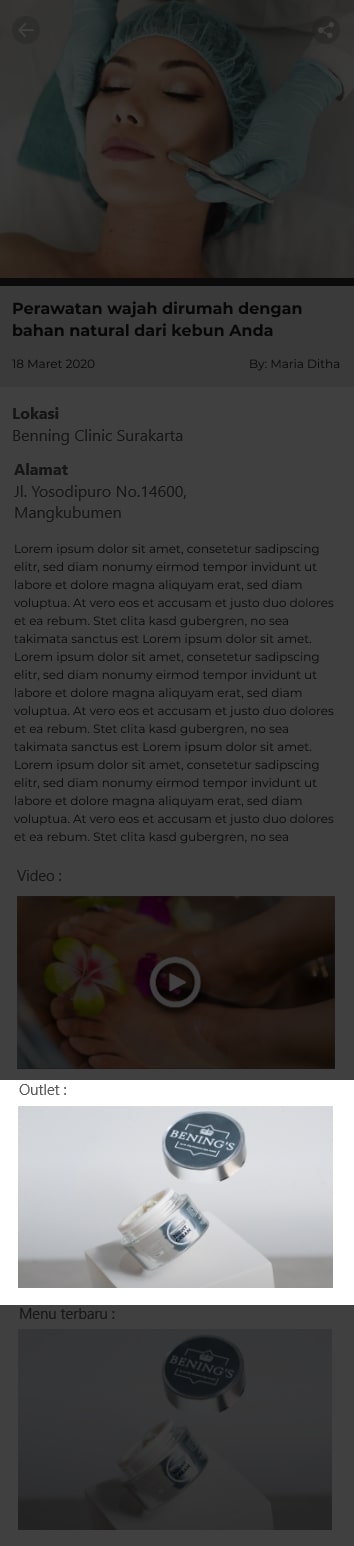 Perawatan wajah dirumah dengan
bahan natural dari kebun Anda
18 Maret 2020
By: Maria Ditha
Lokasi
Benning Clinic Surakarta
Alamat
Jl. Yosodipuro No.14600,
Mangkubumen
Lorem ipsum dolor sit amet, consetetur sadipscing
elitr, sed diam nonumy eirmod tempor invidunt ut
labore et dolore magna aliquyam erat, sed diam
voluptua. At vero eos et accusam et justo duo dolores
et ea rebum. Stet clita kasd gubergren, no sea
takimata sanctus est Lorem ipsum dolor sit amet.
Lorem ipsum dolor sit amet, consetetur sadipscing
elitr, sed diam nonumy eirmod tempor invidunt ut
labore et dolore magna aliquyam erat, sed diam
voluptua. At vero eos et accusam et justo duo dolores
et ea rebum. Stet clita kasd gubergren, no sea
takimata sanctus est Lorem ipsum dolor sit amet.
Lorem ipsum dolor sit amet, consetetur sadipscing
elitr, sed diam nonumy eirmod tempor invidunt ut
labore et dolore magna aliquyam erat, sed diam
voluptua. At vero eos et accusam et justo duo dolores
et ea rebum. Stet clita kasd gubergren, no sea
Video :
Outlet :
BENING'S
Menu terbaru :
BENING'S